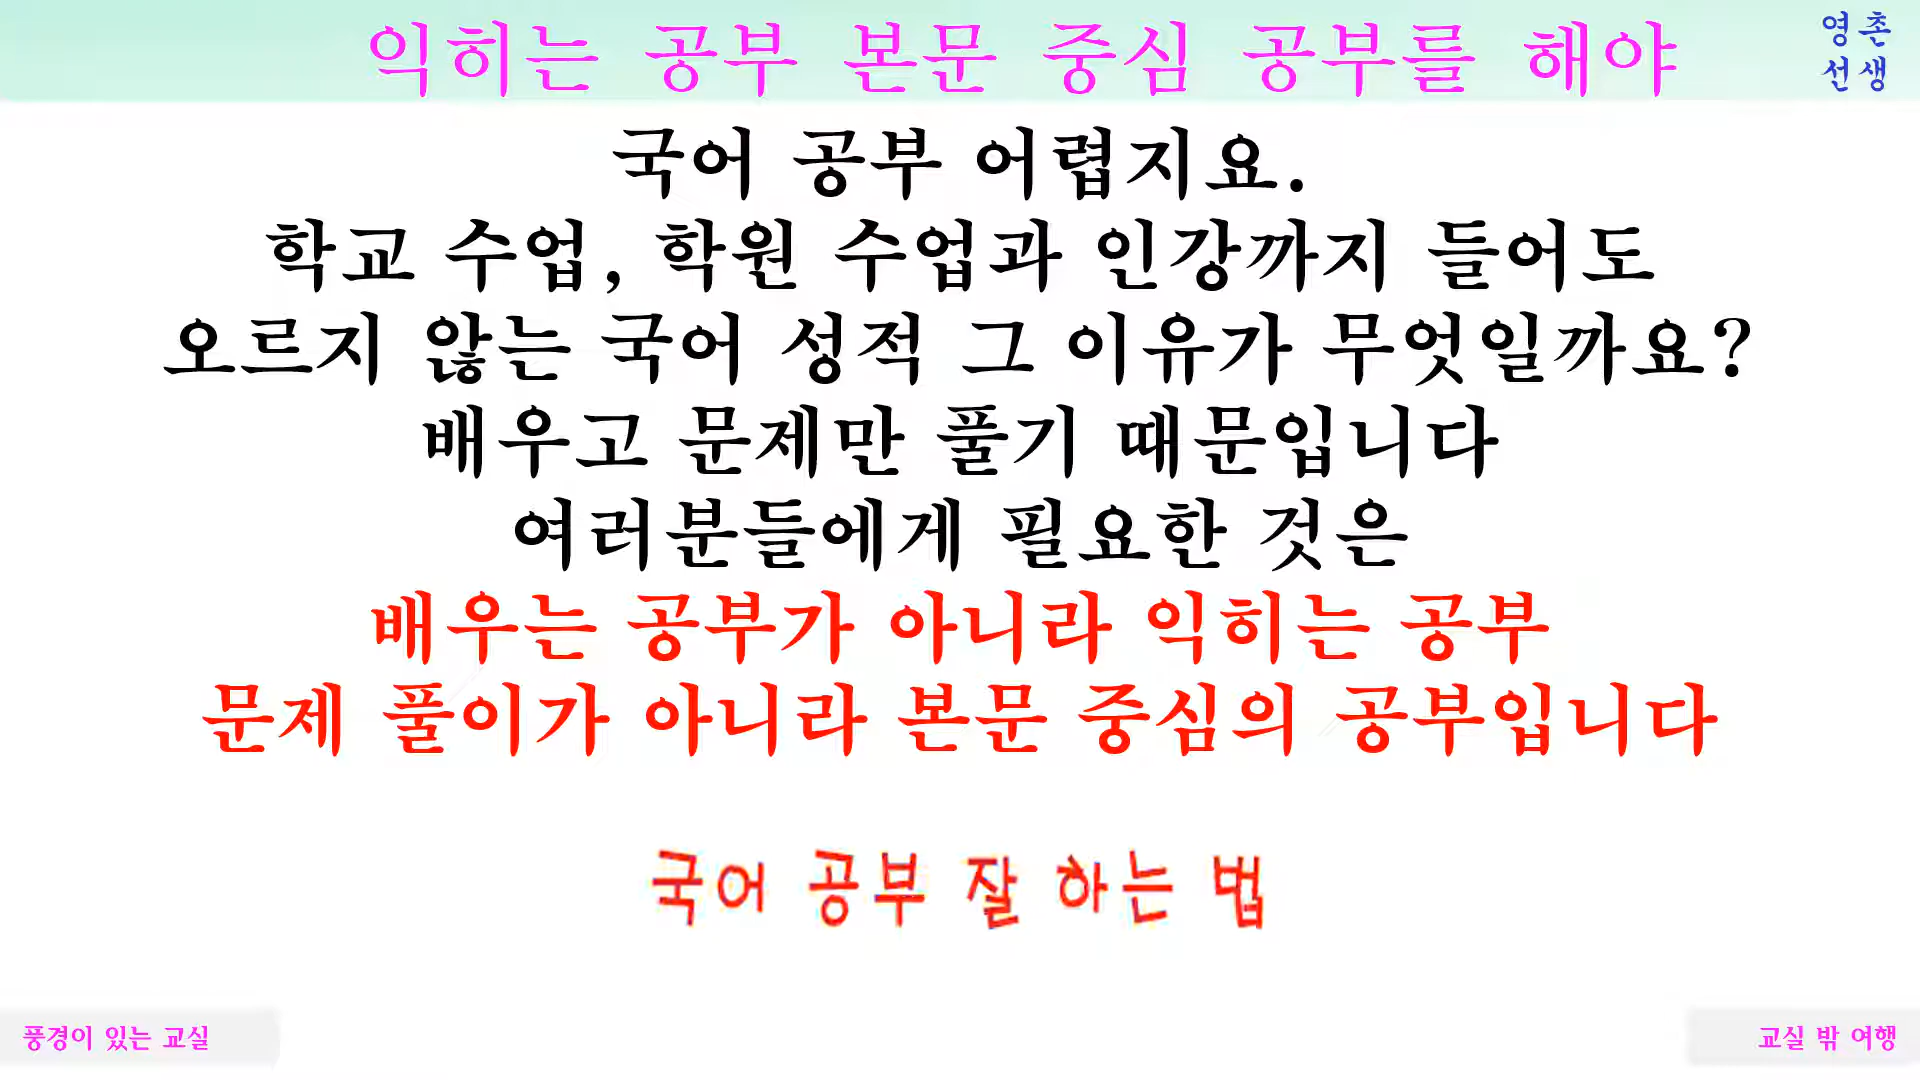 익히는 공부 본문 중심 공부를 해야
영촌
선생
국어 공부 어렵지요.
학교 수업, 학원 수업과 인강까지 들어도
오르지 않는 국어 성적 그 이유가 무엇일까요?
배우고 문제만 풀기 때문입니다
여러분들에게 필요한 것은
배우는 공부가 아니라 익히는 공부
문제 풀이가 아니라 본문 중심의 공부입니다
국어 공부 잘 하는 법
풍경이 있는 교실
교실 밖 여행